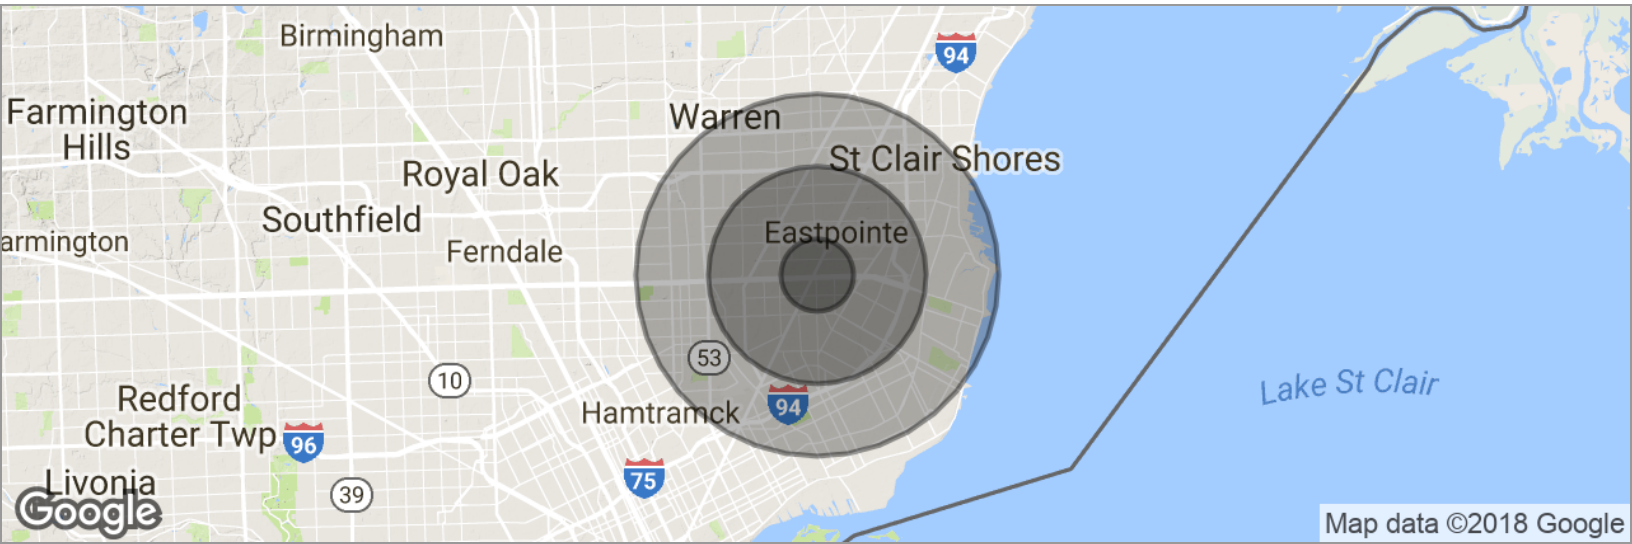 Birmingham
94
Farmington
Hills
Warren
St Clair Shores
Royal Oak
Southfield
Eastpointe
armington
Ferndale
53
10
Lake St Clair
Redford
Charter Twp
Hamtramck
94
96
75
Livonia
39
Google
Map data ©2018 Google